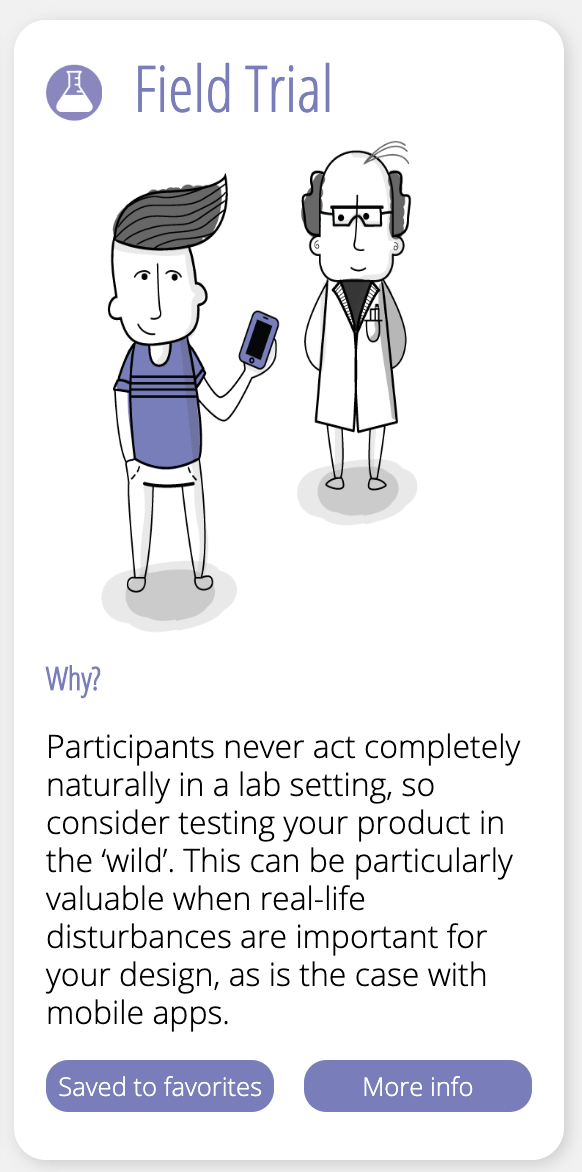 Field Trial
Why?
Participants never act completely
naturally in a lab setting, so
consider testing your product in
the ‘wild’. This can be particularly
valuable when real-life
disturbances are important for
your design, as is the case with
mobile apps.
Saved to favorites
More info